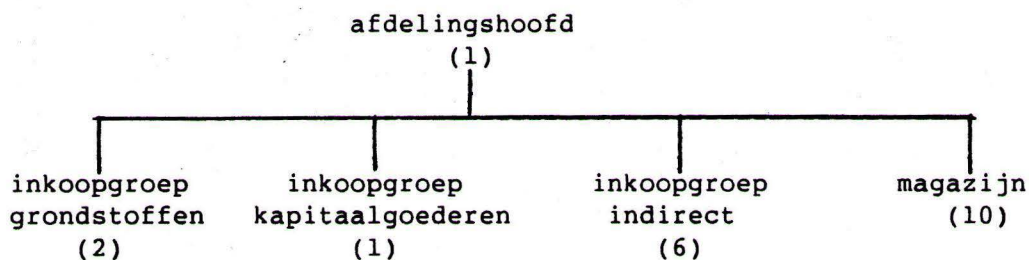 afdelingshoofd
(1)
inkoopgroep
grondstoffen
(2)
inkoopgroep
kapitaalgoederen
(1)
inkoopgroep
indirect
(6)
magazijn
(10)